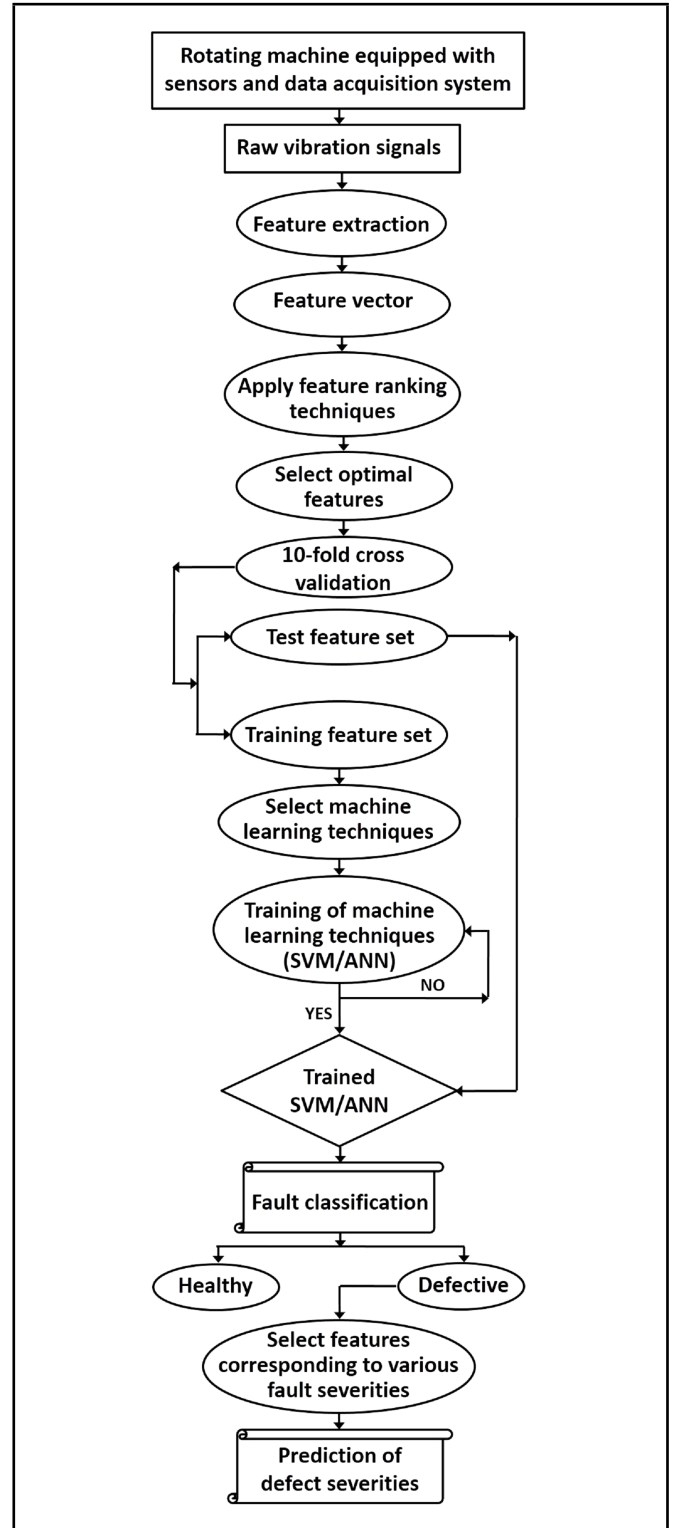 Rotating machine equipped with
sensors and data acquisition system
Raw vibration signals
Feature extraction
Feature vector
Apply feature ranking
techniques
Select optimal
features
10-fold cross
validation
Test feature set
Training feature set
Select machine
learning techniques
Training of machine
learning techniques
(SVM/ANN)
NO
YES
Trained
SVM/ANN
Fault classification
Healthy
Defective
Select features
corresponding to various
fault severities
Prediction of
defect severities